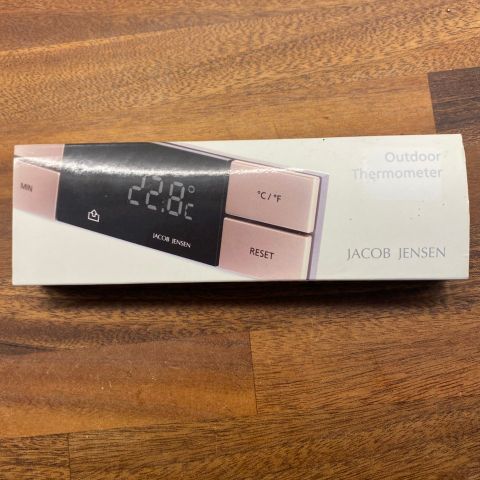 Outdoor
Thermometer
JACOB JENSEN
MIN
22.8°C
°C / °F
JACOB JENSEN
RESET